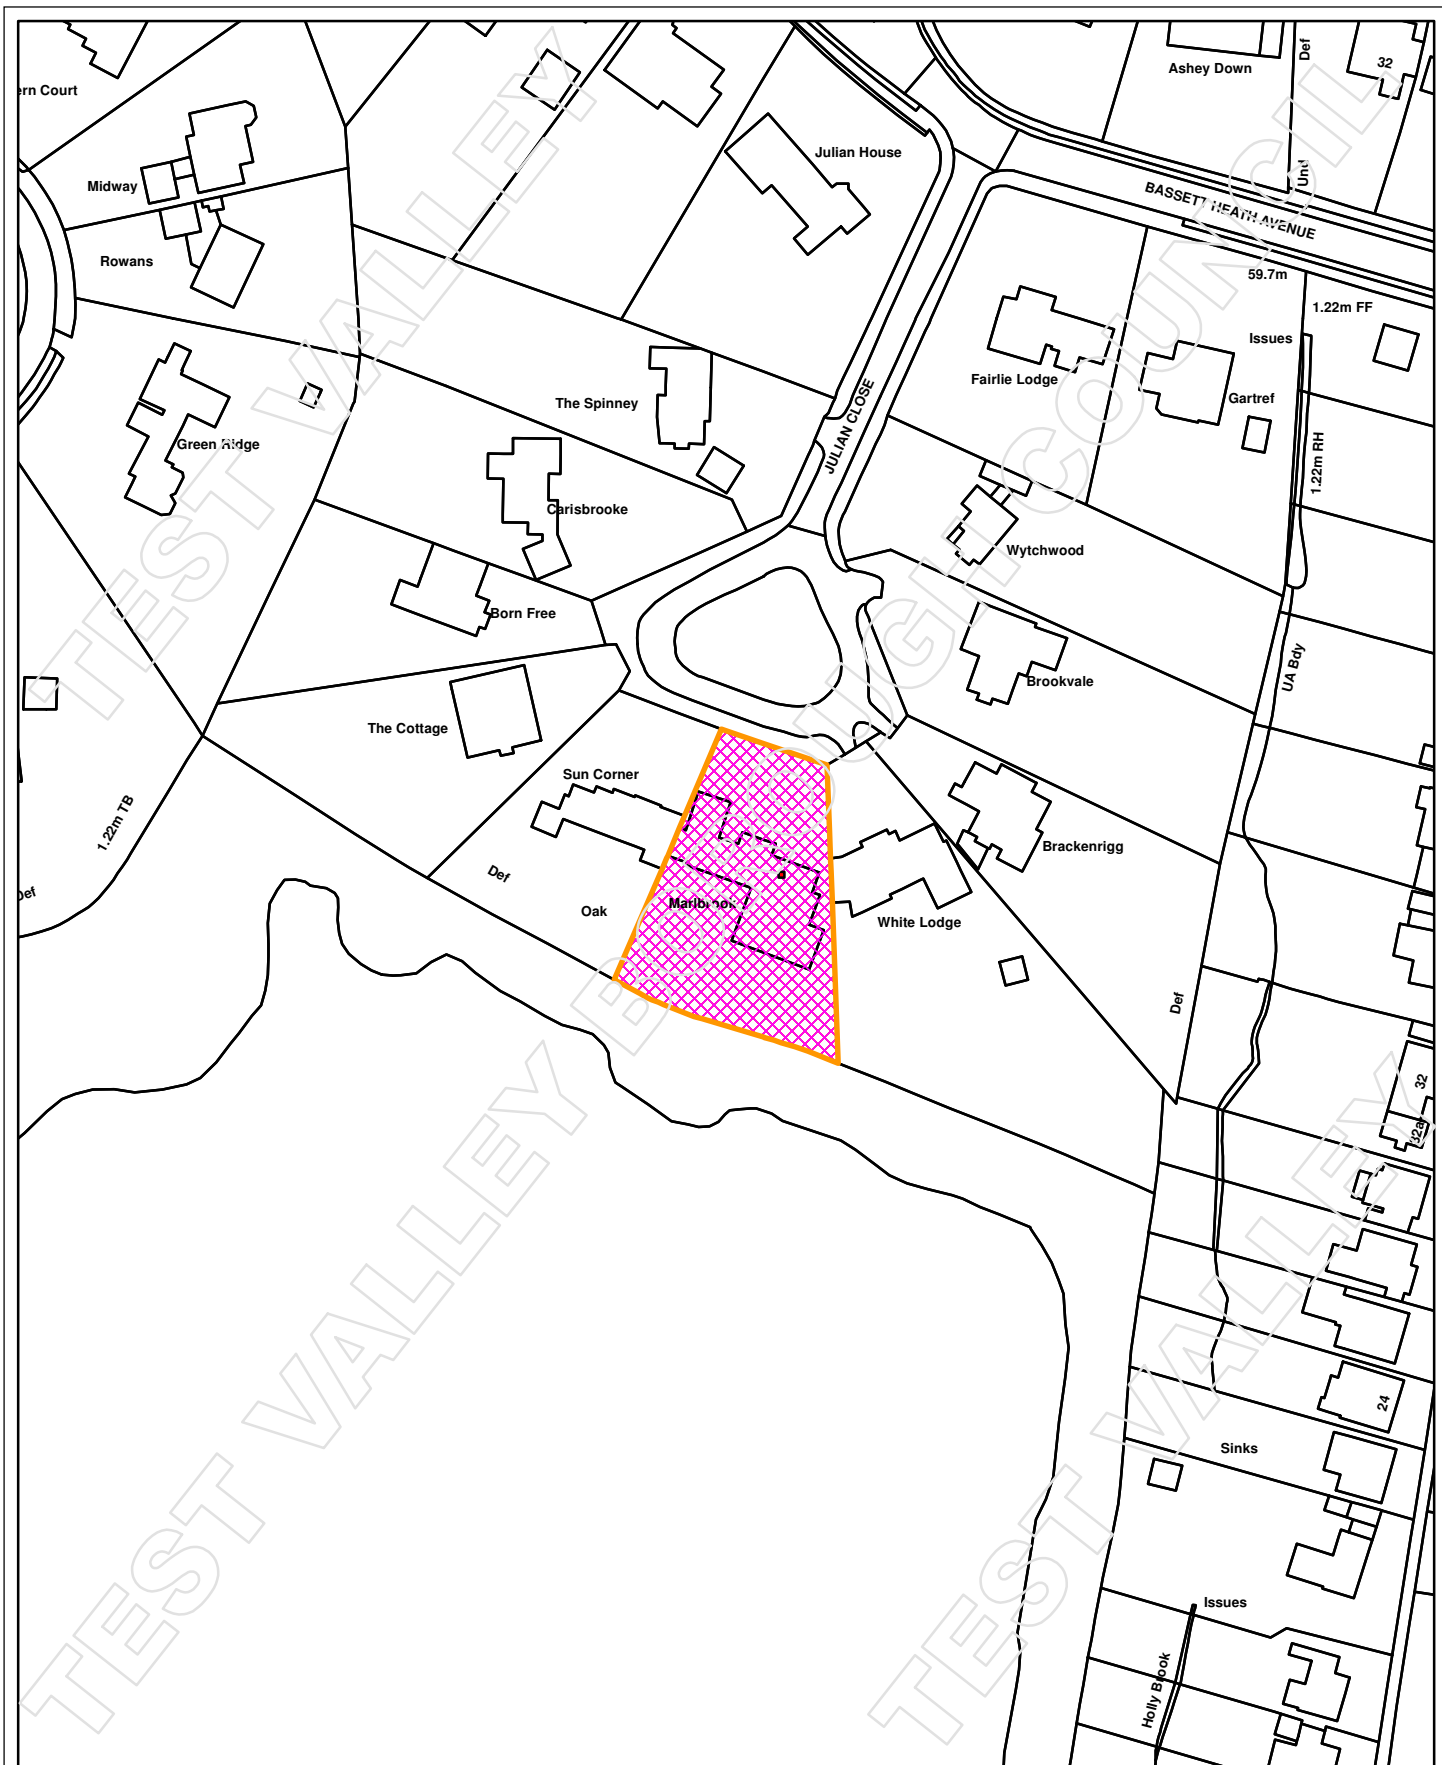 Ashey Down
Def
32
ern Court
Julian House
Midway
Und
BASSETT HEATH AVENUE
Rowans
59.7m
1.22m FF
Issues
Fairlie Lodge
Gartref
The Spinney
JULIAN CLOSE
Green Ridge
1.22m RH
Carisbrooke
Wytchwood
Born Free
UA Bdy
Brookvale
The Cottage
Sun Corner
1.22m TB
Brackenrigg
Def
Def
Marlbrook
Oak
White Lodge
Def
32
32a
24
Sinks
Issues
Holly Brook
TEST VALLEY BOROUGH COUNCIL
TEST VALLEY
TEST VALLEY